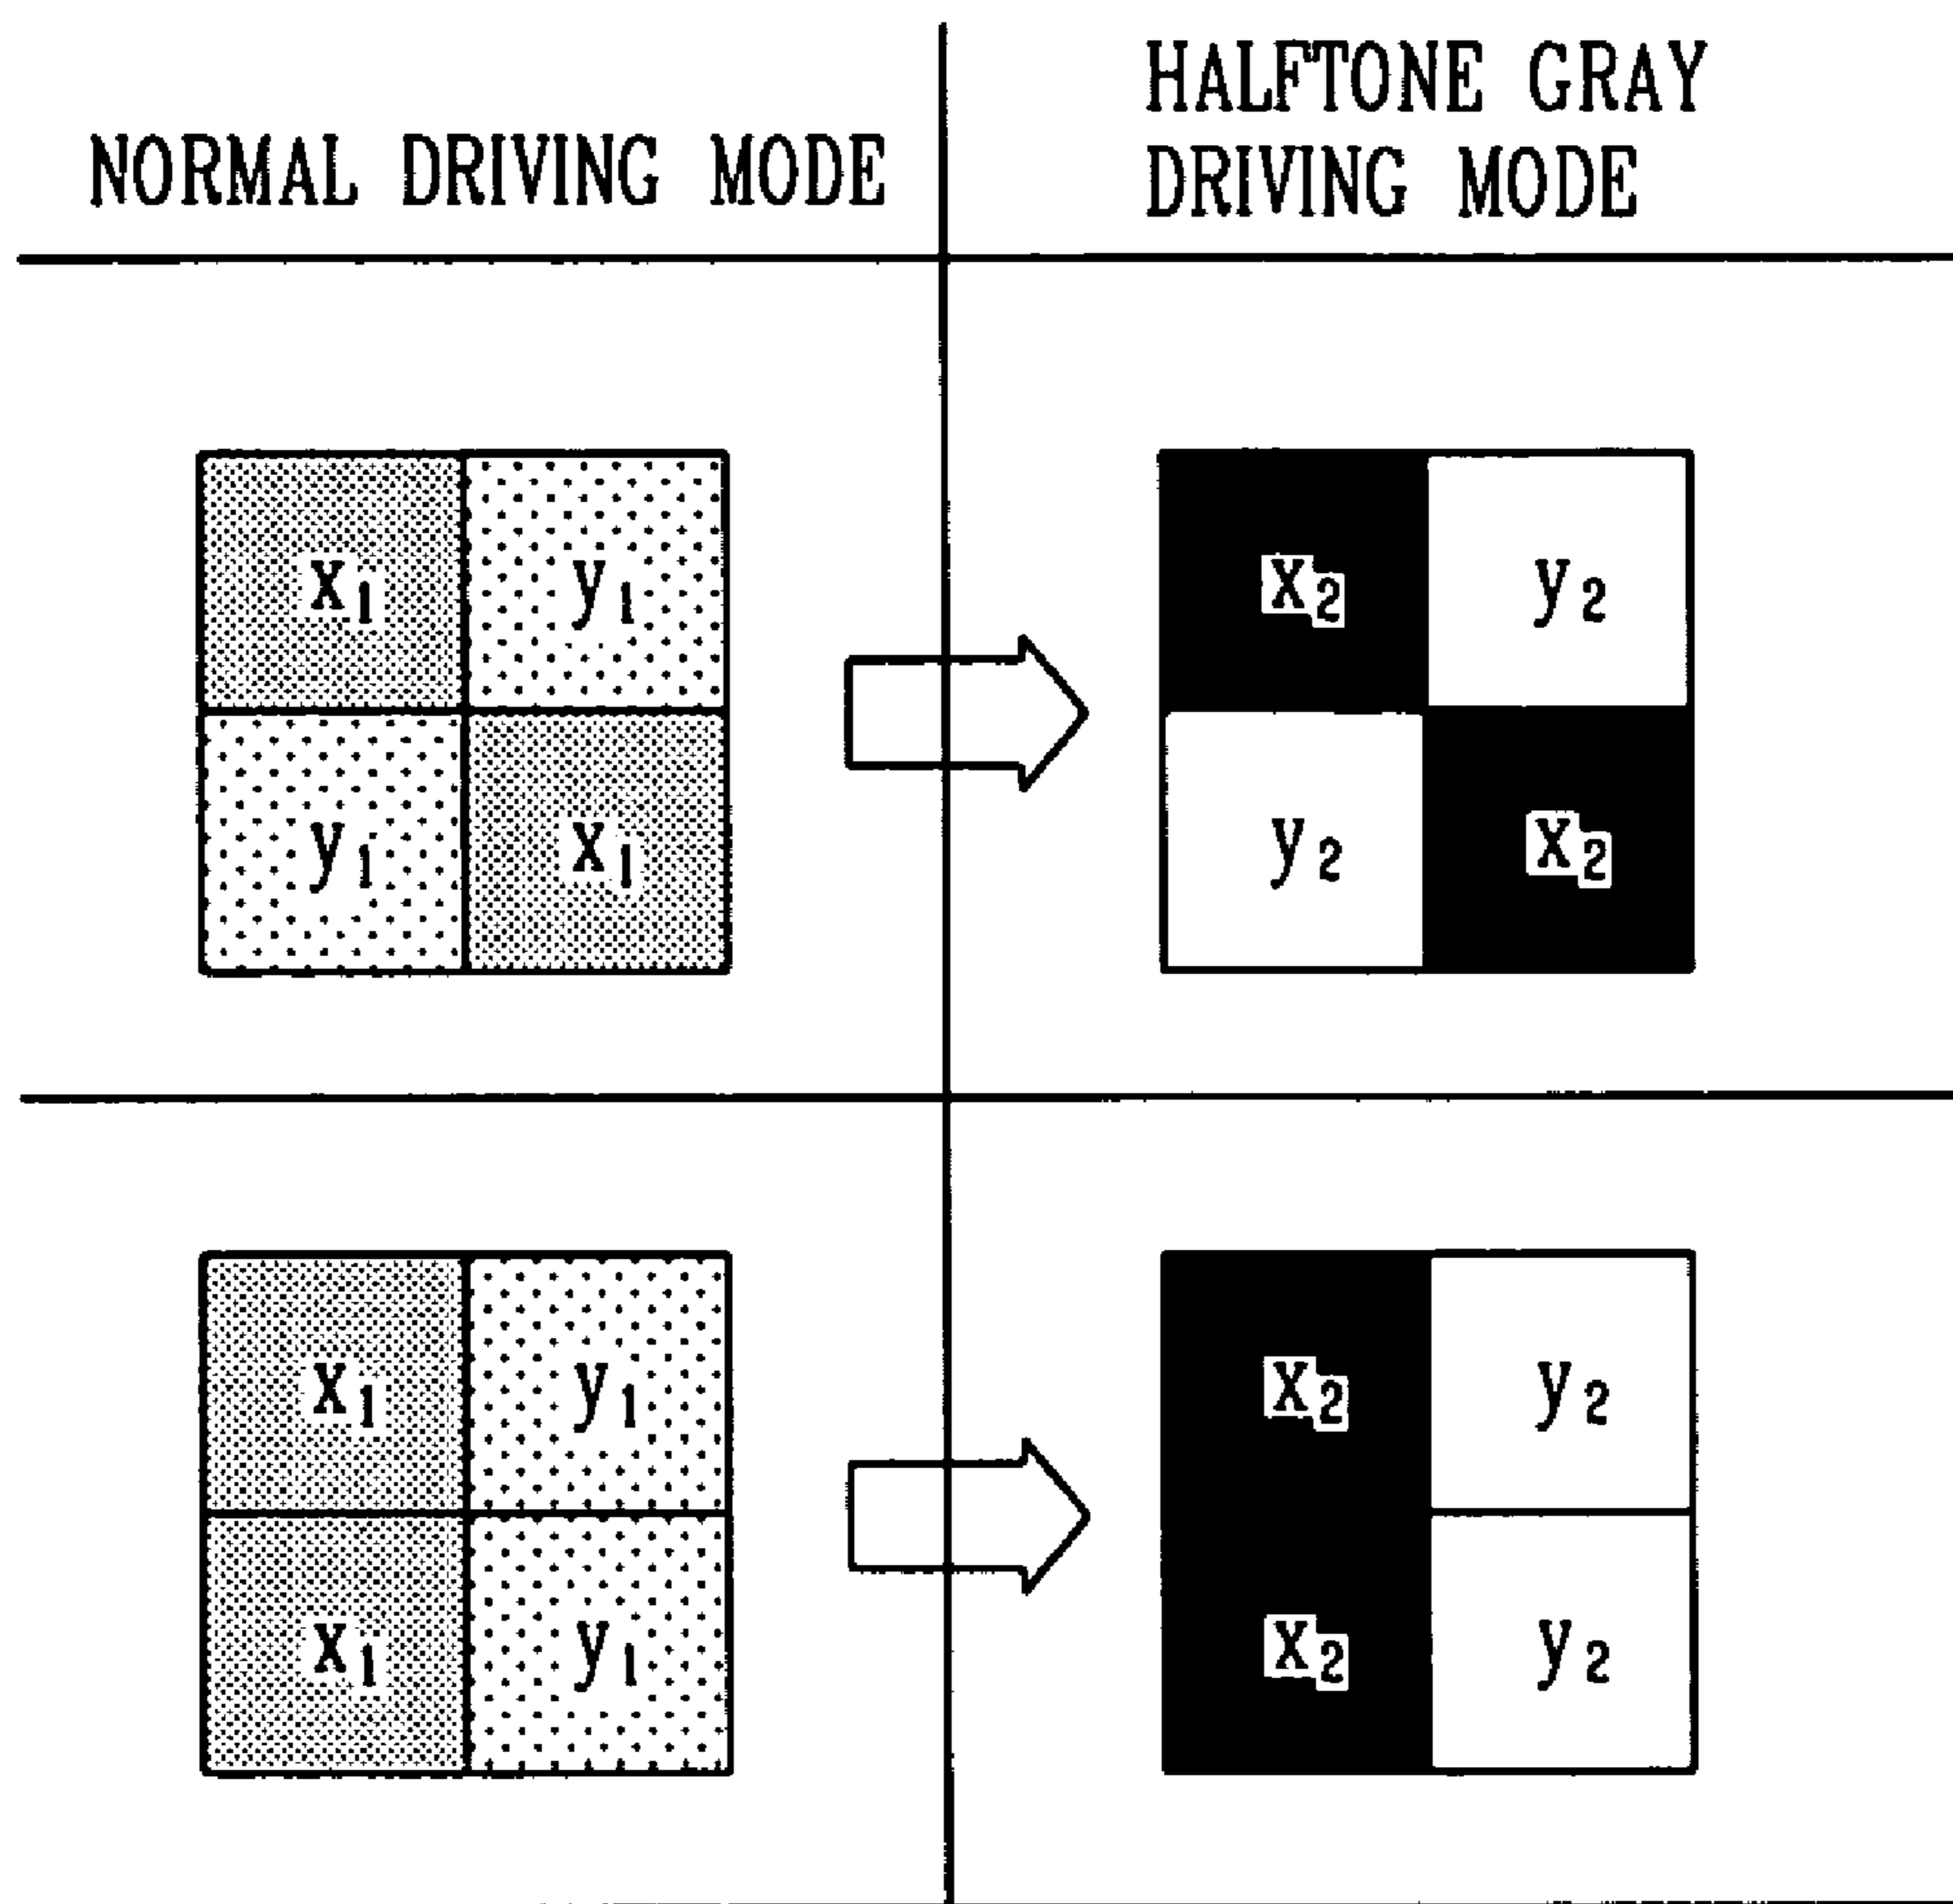 NORMAL DRIVING MODE
HALFTONE GRAY
DRIVING MODE
x₁ y₁
y₁ x₁
x₂ y₂
y₂ x₂
x₁ y₁
x₁ y₁
x₂ y₂
x₂ y₂